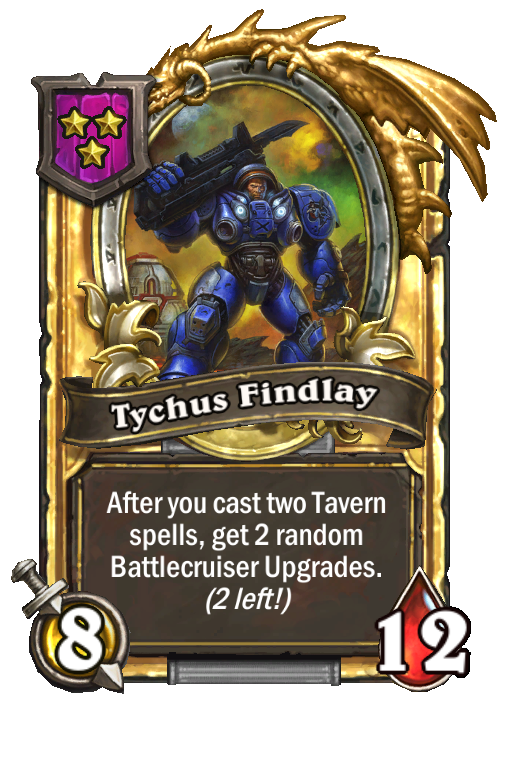 Tychus Findlay
After you cast two Tavern
spells, get 2 random
Battlecruiser Upgrades.
(2 left!)
8
12